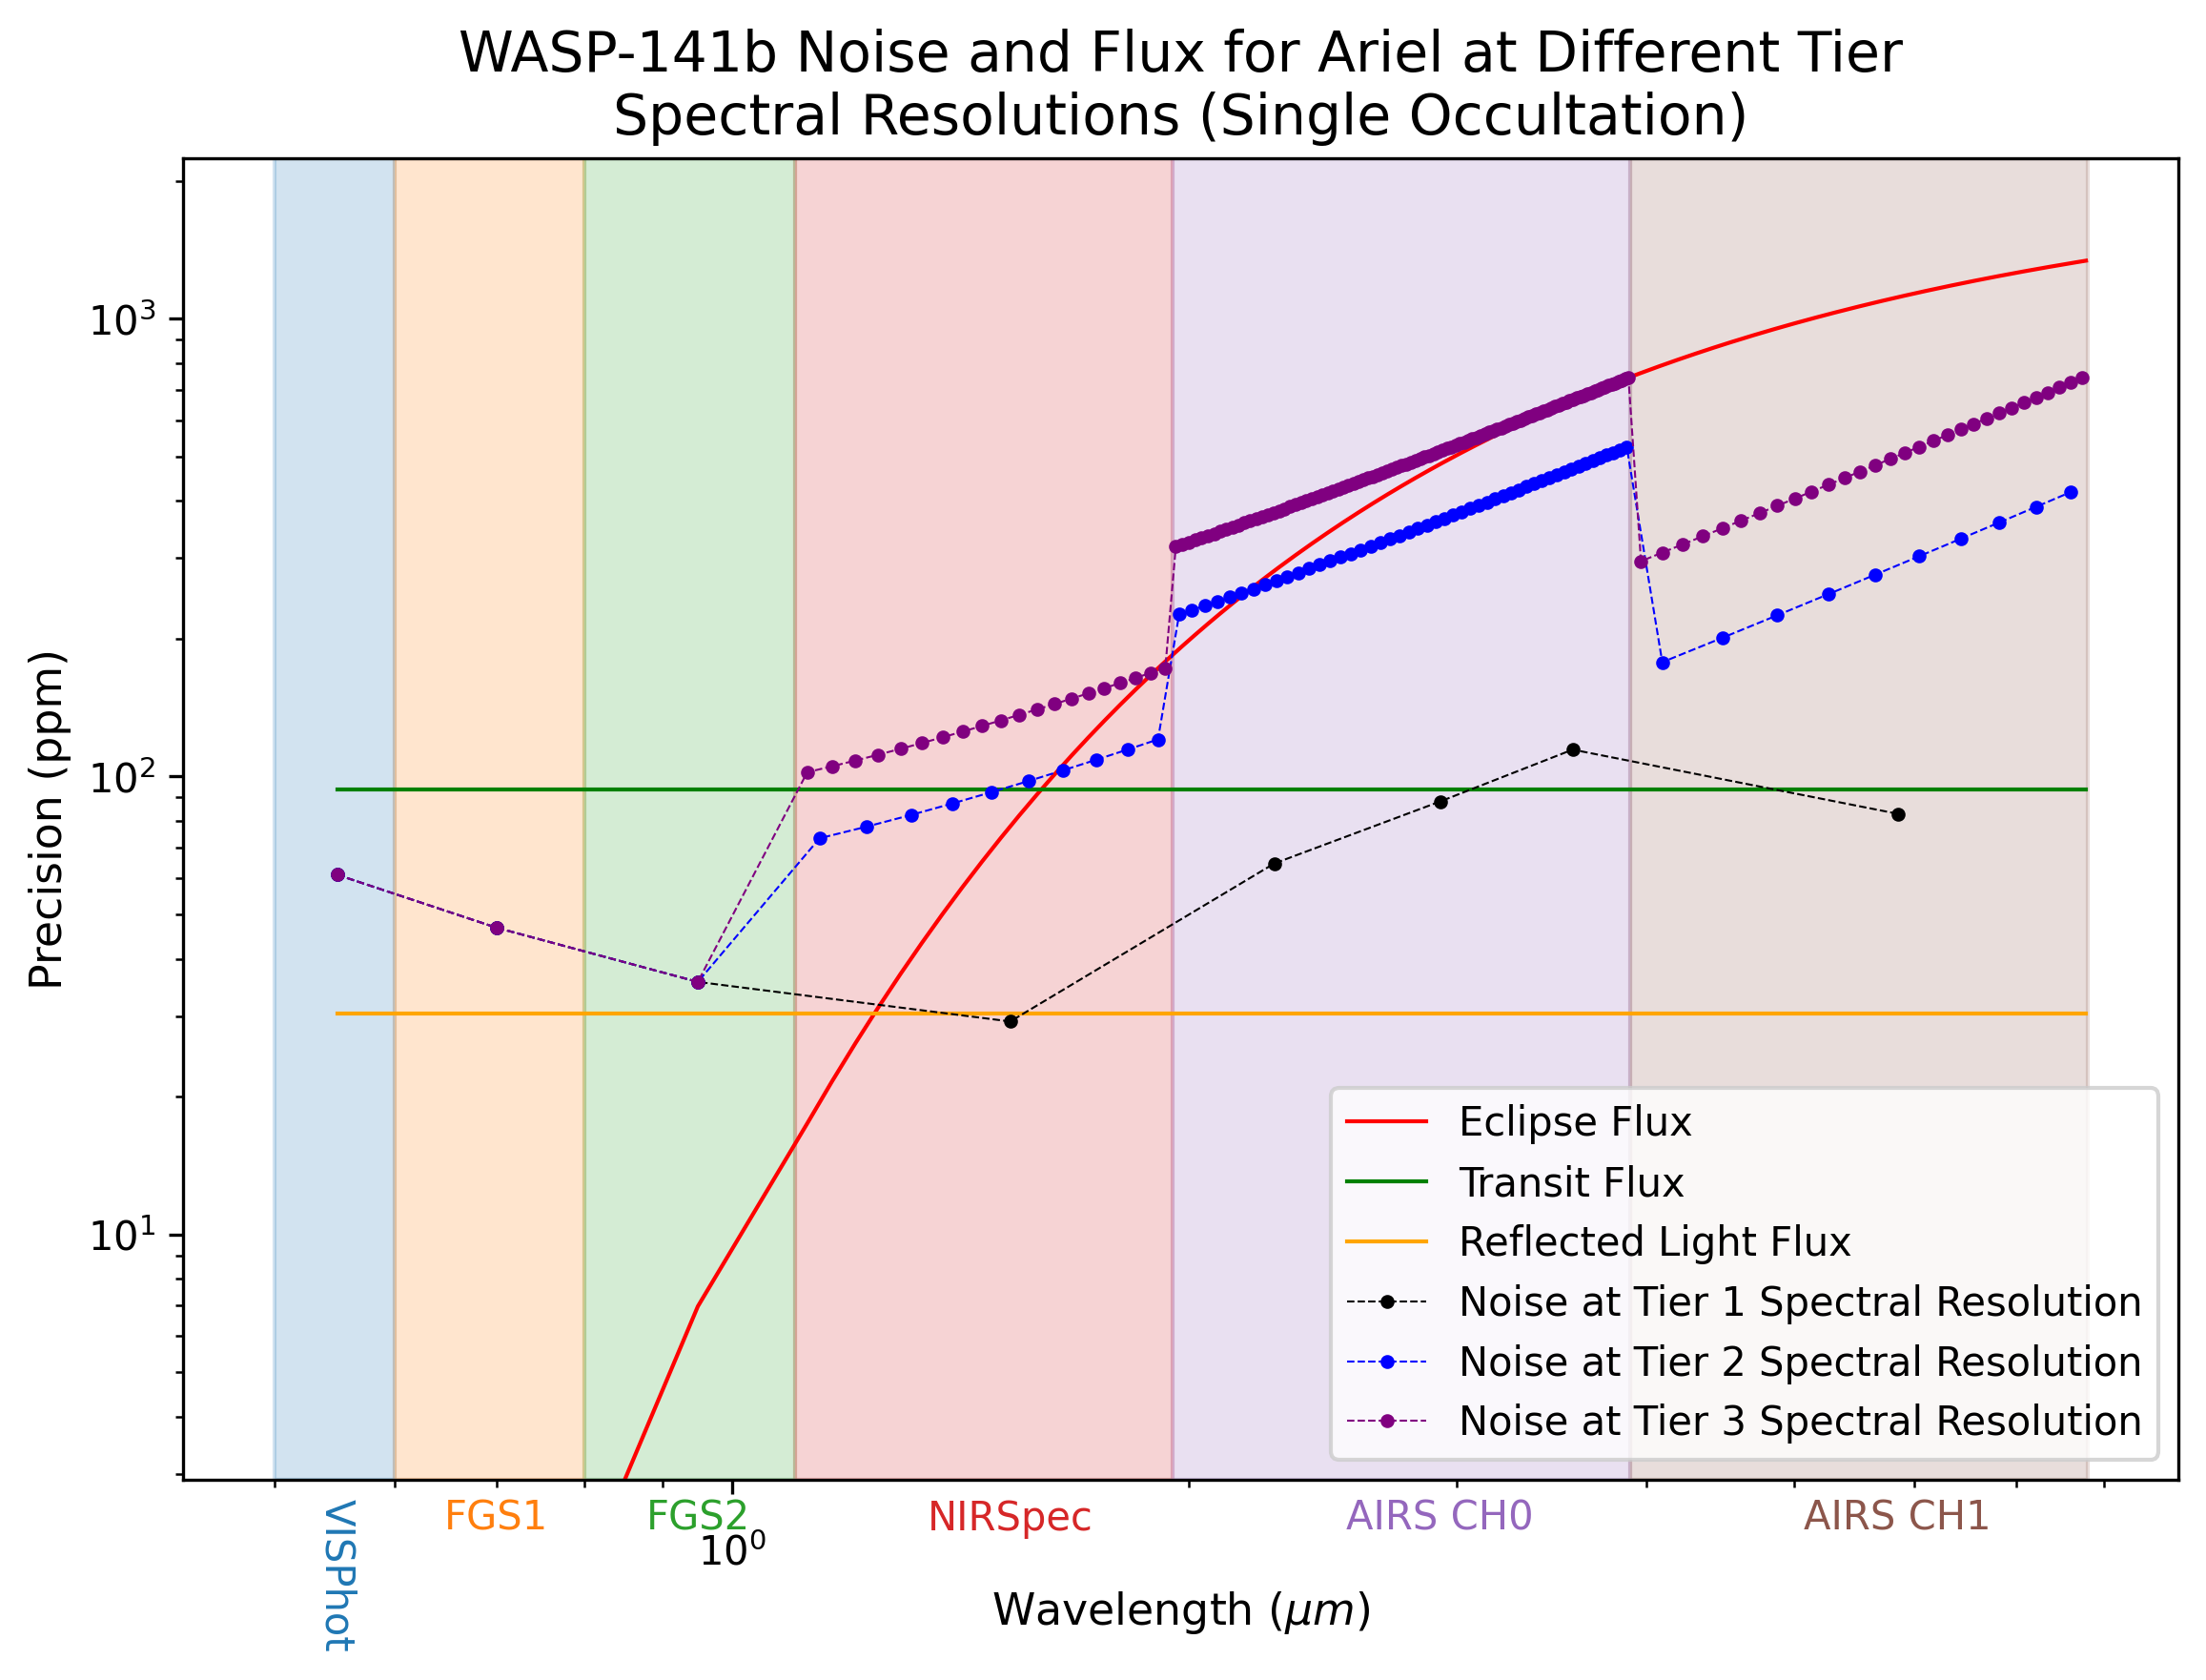 WASP-141b Noise and Flux for Ariel at Different Tier
Spectral Resolutions (Single Occultation)
Precision (ppm)
10³
10²
10¹
Eclipse Flux
Transit Flux
Reflected Light Flux
Noise at Tier 1 Spectral Resolution
Noise at Tier 2 Spectral Resolution
Noise at Tier 3 Spectral Resolution
VISPhot
FGS1
FGS2
NIRSpec
AIRS CH0
AIRS CH1
10⁰
Wavelength (μm)